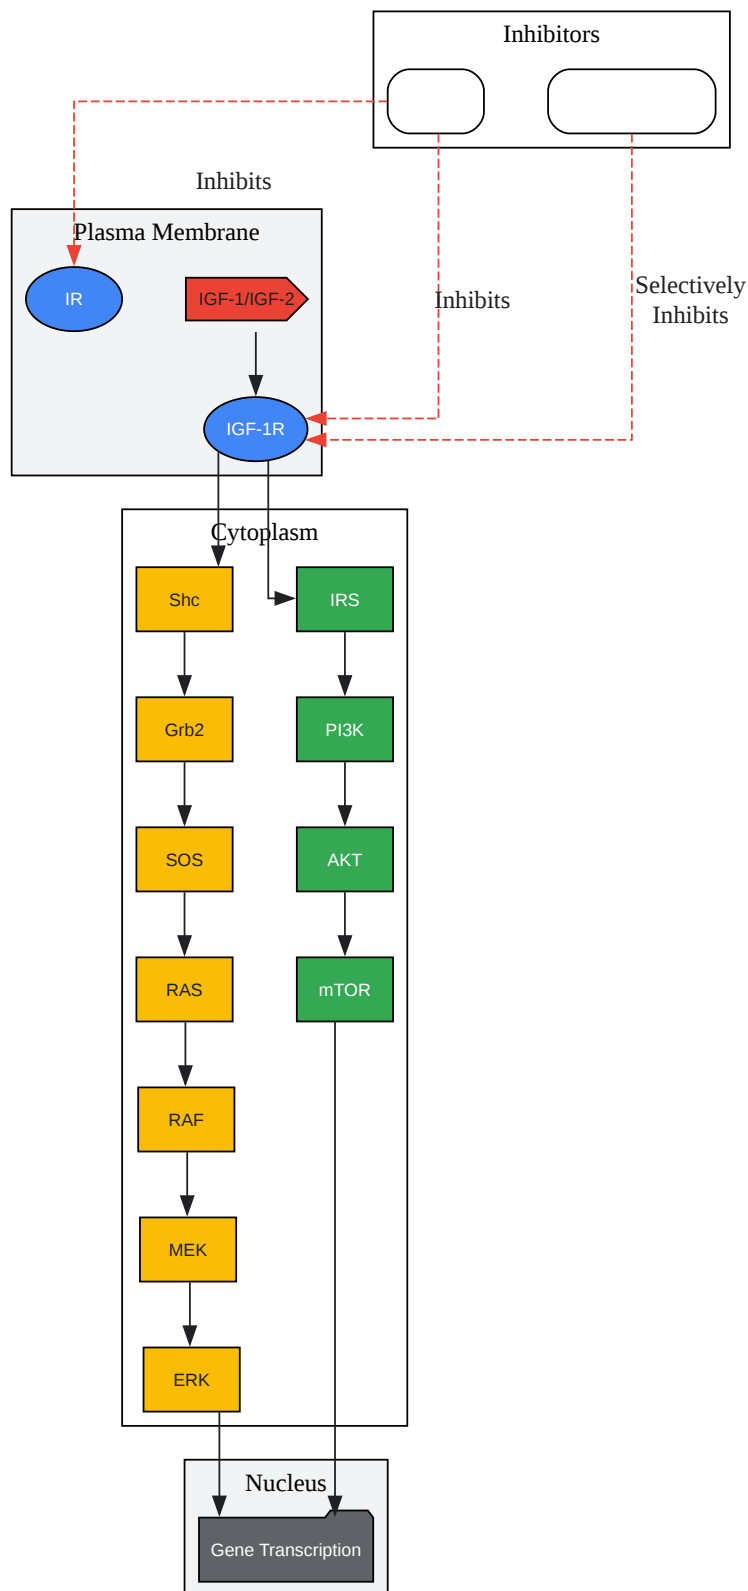 Inhibitors
Inhibits
Plasma Membrane
IR
IGF-1/IGF-2
Inhibits
Selectively
Inhibits
IGF-1R
Cytoplasm
Shc
IRS
Grb2
PI3K
SOS
AKT
RAS
mTOR
RAF
MEK
ERK
Nucleus
Gene Transcription